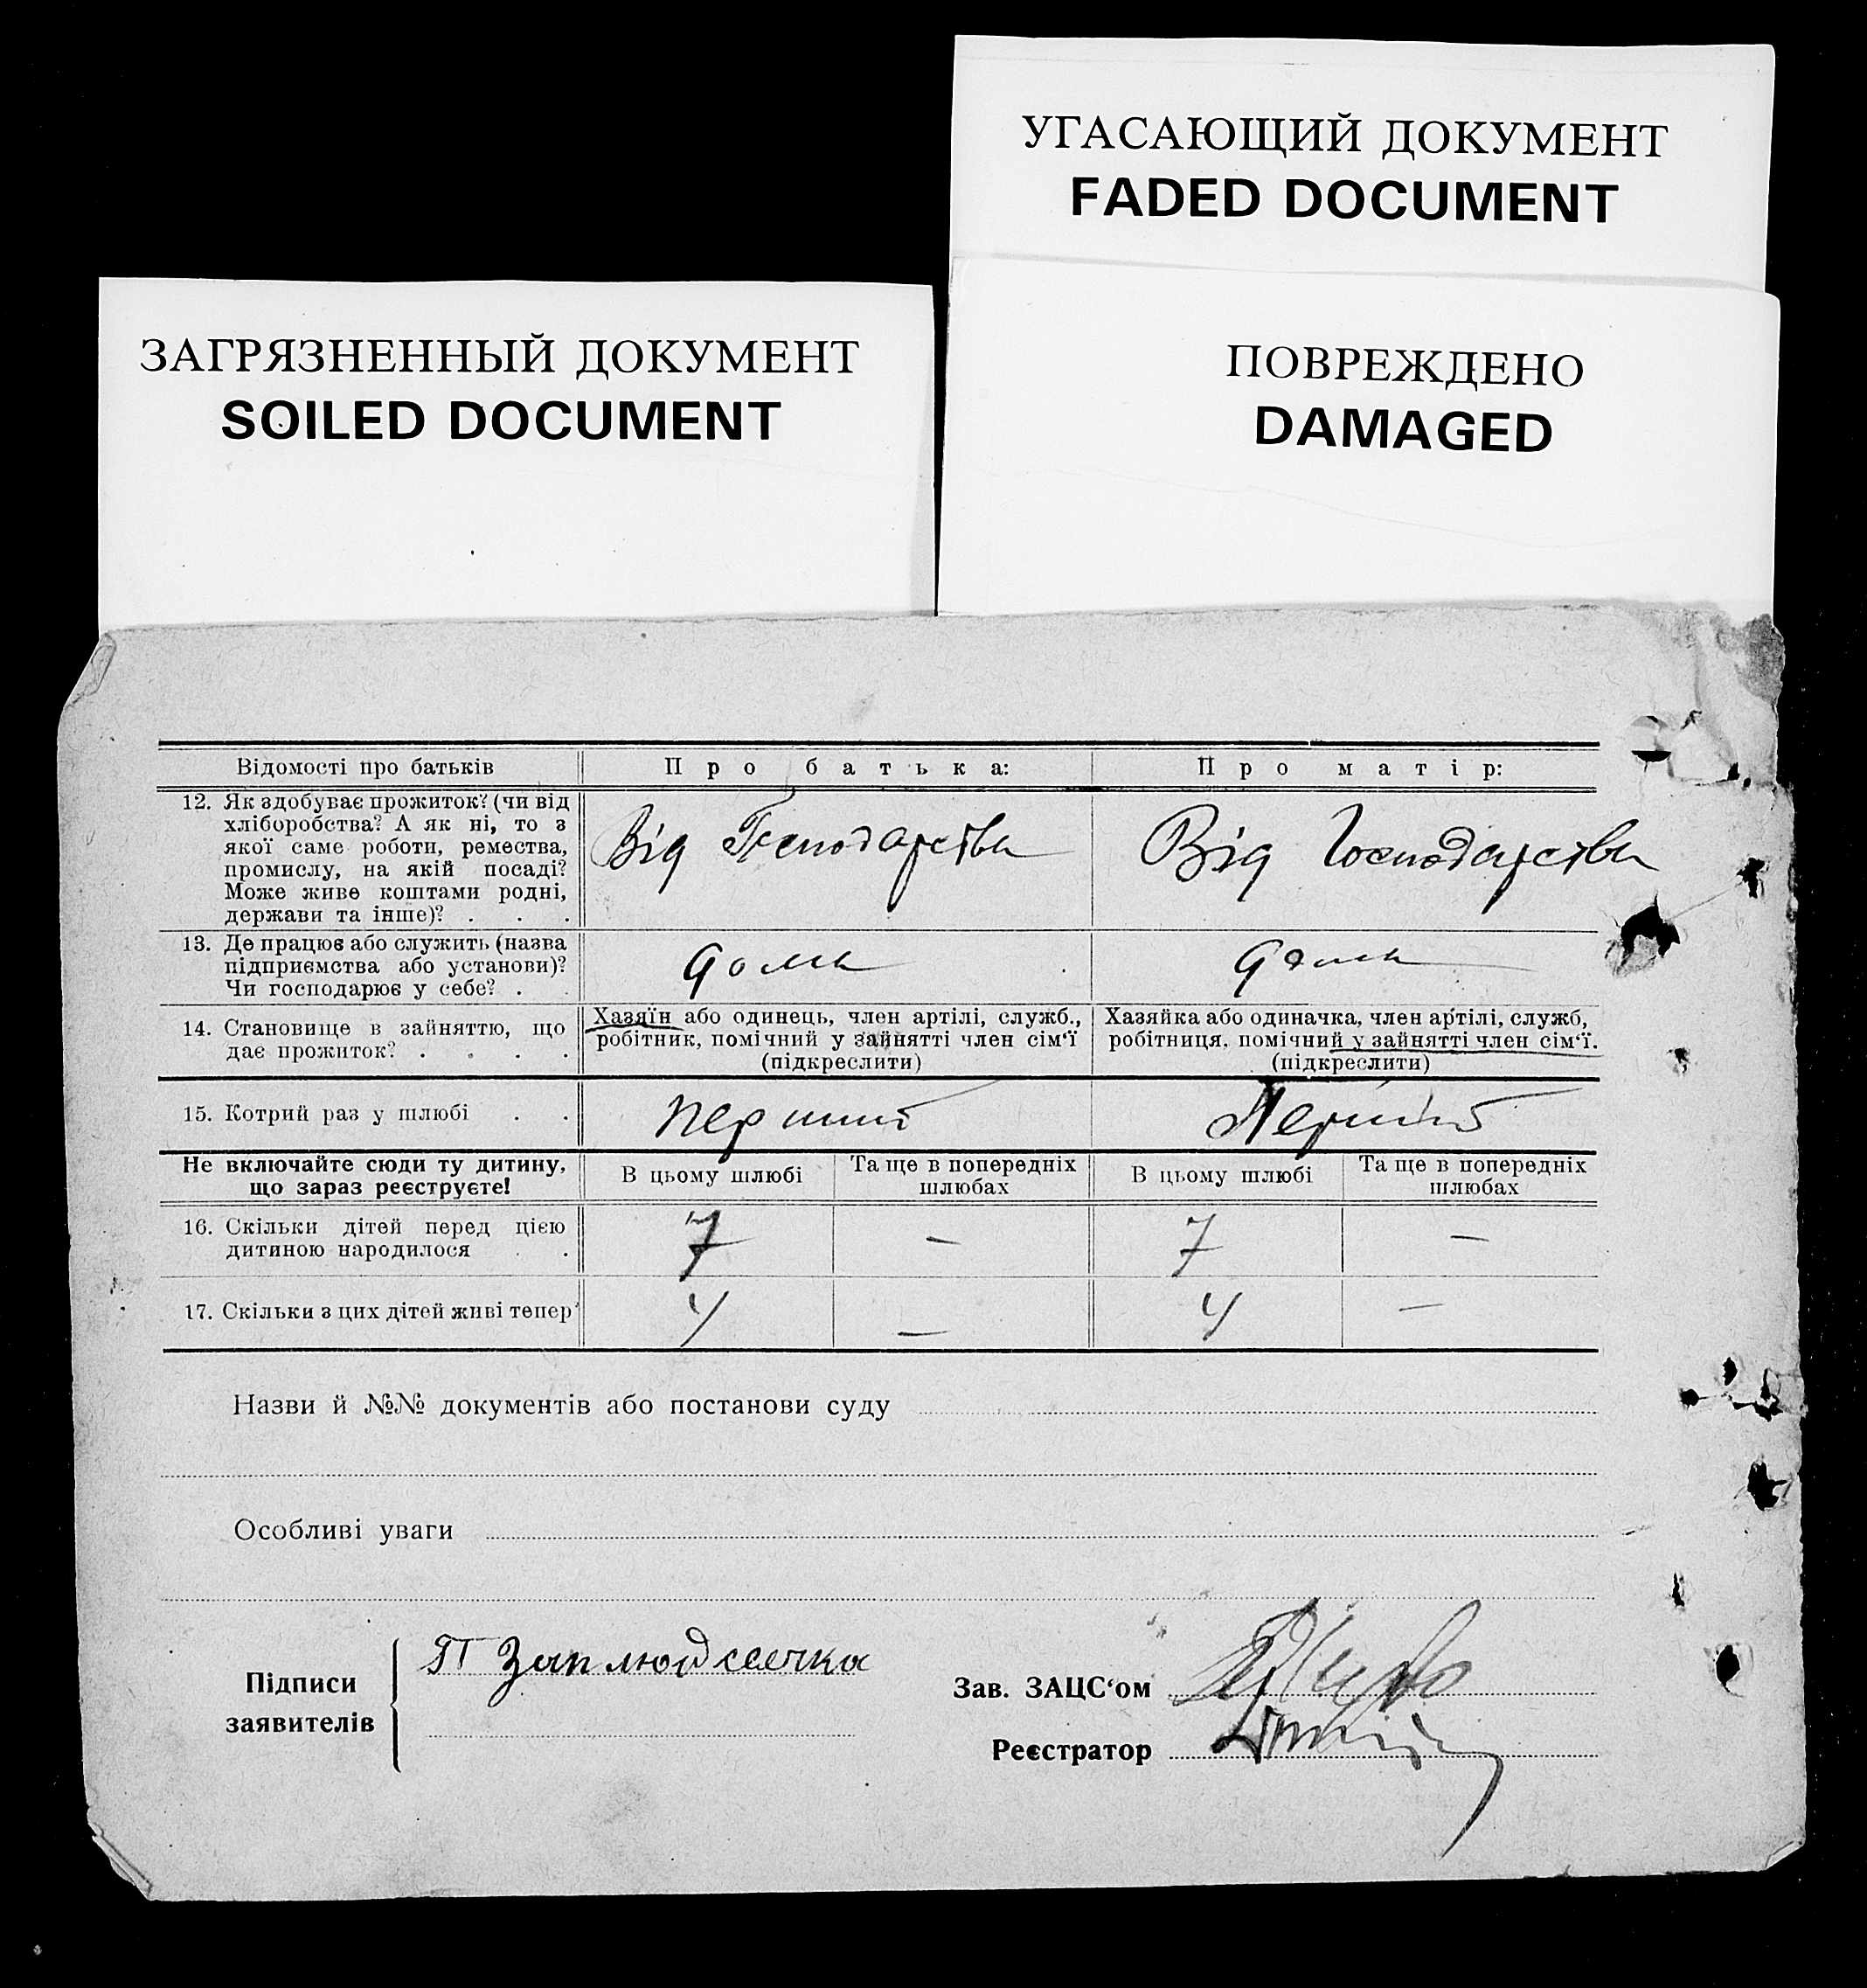 УГАСАЮЩИЙ ДОКУМЕНТ
FADED DOCUMENT
ЗАГРЯЗНЕННЫЙ ДОКУМЕНТ
SOILED DOCUMENT
ПОВРЕЖДЕНО
DAMAGED
Відомості про батьків
Про батька:
Про матір:
12. Як здобуває прожиток? (чи від
хліборобства? А як ні, то з
якої саме роботи, ремества,
промислу, на якій посаді?
Може живе коштами родні,
держави та інше)? . . .
Від Господарства
Від Господарства
13. Де працює або служить (назва
підприємства або установи)?
Чи господарює у себе? . .
дома
дома
14. Становище в зайняттю, що
дає прожиток? . . . .
Хазяїн або одинець, член артілі, служб.,
робітник, помічний у зайнятті член сім'ї
(підкреслити)
Хазяйка або одиначка, член артілі, служб,
робітниця, помічний у зайнятті член сім'ї.
(підкреслити)
15. Котрий раз у шлюбі . .
перший
Перший
Не включайте сюди ту дитину,
що зараз реєструєте!
В цьому шлюбі
Та ще в попередніх
шлюбах
В цьому шлюбі
Та ще в попередніх
шлюбах
16. Скільки дітей перед цією
дитиною народилося . .
7
—
7
—
17. Скільки з цих дітей живі тепер
4
—
4
—
Назви й №№ документів або постанови суду
Особливі уваги
Підписи
заявителів
П
Зав. ЗАЦС'ом
Реєстратор